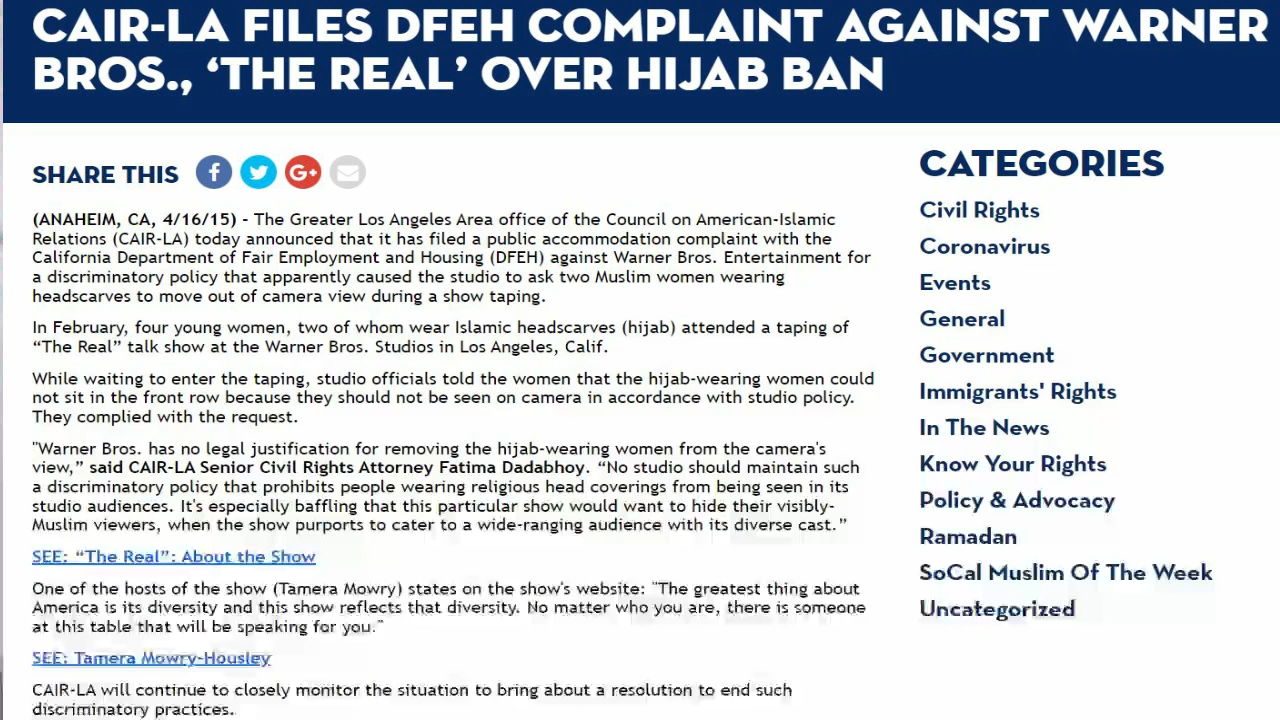 CAIR-LA FILES DFEH COMPLAINT AGAINST WARNER
BROS., ‘THE REAL’ OVER HIJAB BAN
SHARE THIS
f
G+
(ANAHEIM, CA, 4/16/15) - The Greater Los Angeles Area office of the Council on American-Islamic
Relations (CAIR-LA) today announced that it has filed a public accommodation complaint with the
California Department of Fair Employment and Housing (DFEH) against Warner Bros. Entertainment for
a discriminatory policy that apparently caused the studio to ask two Muslim women wearing
headscarves to move out of camera view during a show taping.
In February, four young women, two of whom wear Islamic headscarves (hijab) attended a taping of
“The Real” talk show at the Warner Bros. Studios in Los Angeles, Calif.
While waiting to enter the taping, studio officials told the women that the hijab-wearing women could
not sit in the front row because they should not be seen on camera in accordance with studio policy.
They complied with the request.
"Warner Bros. has no legal justification for removing the hijab-wearing women from the camera's
view,” said CAIR-LA Senior Civil Rights Attorney Fatima Dadabhoy. “No studio should maintain such
a discriminatory policy that prohibits people wearing religious head coverings from being seen in its
studio audiences. It's especially baffling that this particular show would want to hide their visibly-
Muslim viewers, when the show purports to cater to a wide-ranging audience with its diverse cast.”
SEE: “The Real”: About the Show
One of the hosts of the show (Tamera Mowry) states on the show's website: "The greatest thing about
America is its diversity and this show reflects that diversity. No matter who you are, there is someone
at this table that will be speaking for you."
SEE: Tamera Mowry-Housley
CAIR-LA will continue to closely monitor the situation to bring about a resolution to end such
discriminatory practices.
CATEGORIES
Civil Rights
Coronavirus
Events
General
Government
Immigrants' Rights
In The News
Know Your Rights
Policy & Advocacy
Ramadan
SoCal Muslim Of The Week
Uncategorized